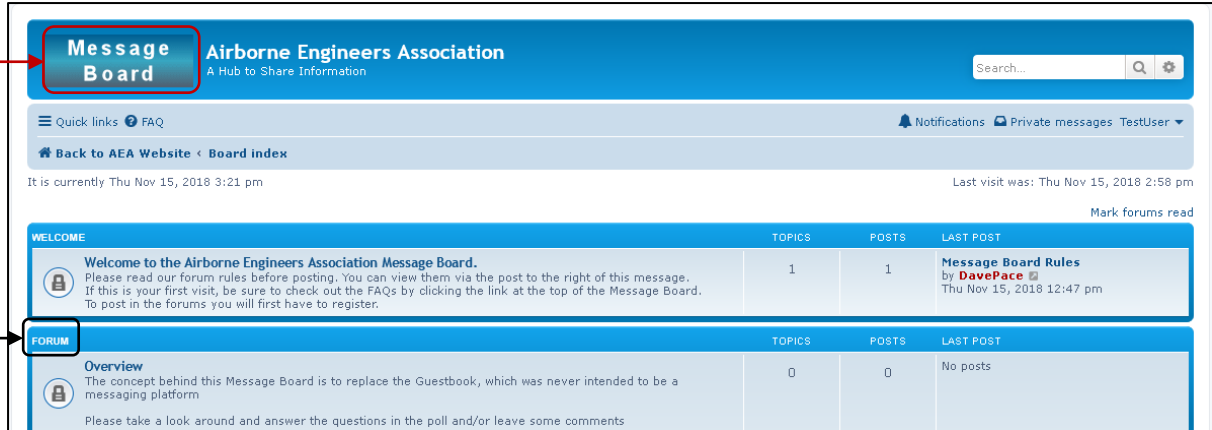 Message
Board
Airborne Engineers Association
A Hub to Share Information
Search...
Quick links FAQ
Notifications Private messages TestUser
Back to AEA Website ‹ Board index
It is currently Thu Nov 15, 2018 3:21 pm
Last visit was: Thu Nov 15, 2018 2:58 pm
Mark forums read
WELCOME TOPICS POSTS LAST POST
Welcome to the Airborne Engineers Association Message Board.
Please read our forum rules before posting. You can view them via the post to the right of this message.
If this is your first visit, be sure to check out the FAQs by clicking the link at the top of the Message Board.
To post in the forums you will first have to register.
1
1
Message Board Rules
by DavePace
Thu Nov 15, 2018 12:47 pm
FORUM TOPICS POSTS LAST POST
Overview
The concept behind this Message Board is to replace the Guestbook, which was never intended to be a
messaging platform
Please take a look around and answer the questions in the poll and/or leave some comments
0
0
No posts